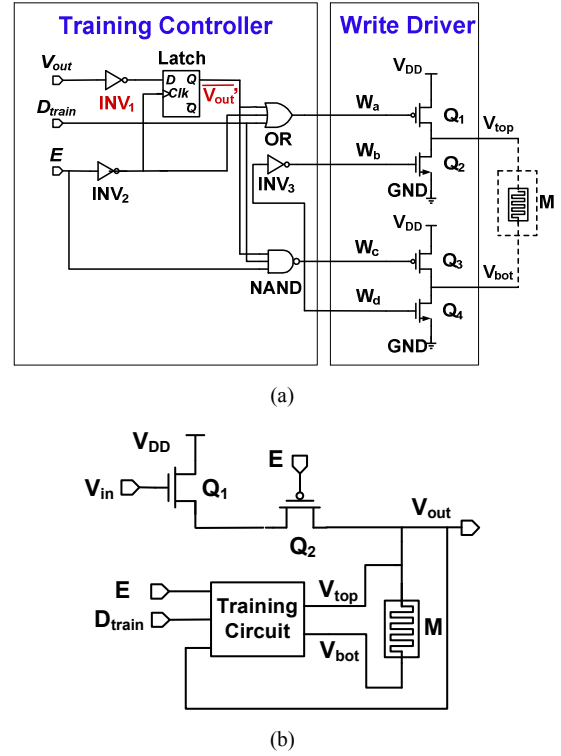 Training Controller
Write Driver
Latch
Vout
INV1
D Q
Clk
Q
Vout'
Dtrain
OR
E
INV2
INV3
NAND
Wa
Wb
Wc
Wd
VDD
Q1
Q2
GND
VDD
Q3
Q4
GND
Vtop
M
Vbot
(a)
VDD
Vin
Q1
E
Q2
Vout
E
Dtrain
Training
Circuit
Vtop
Vbot
M
(b)